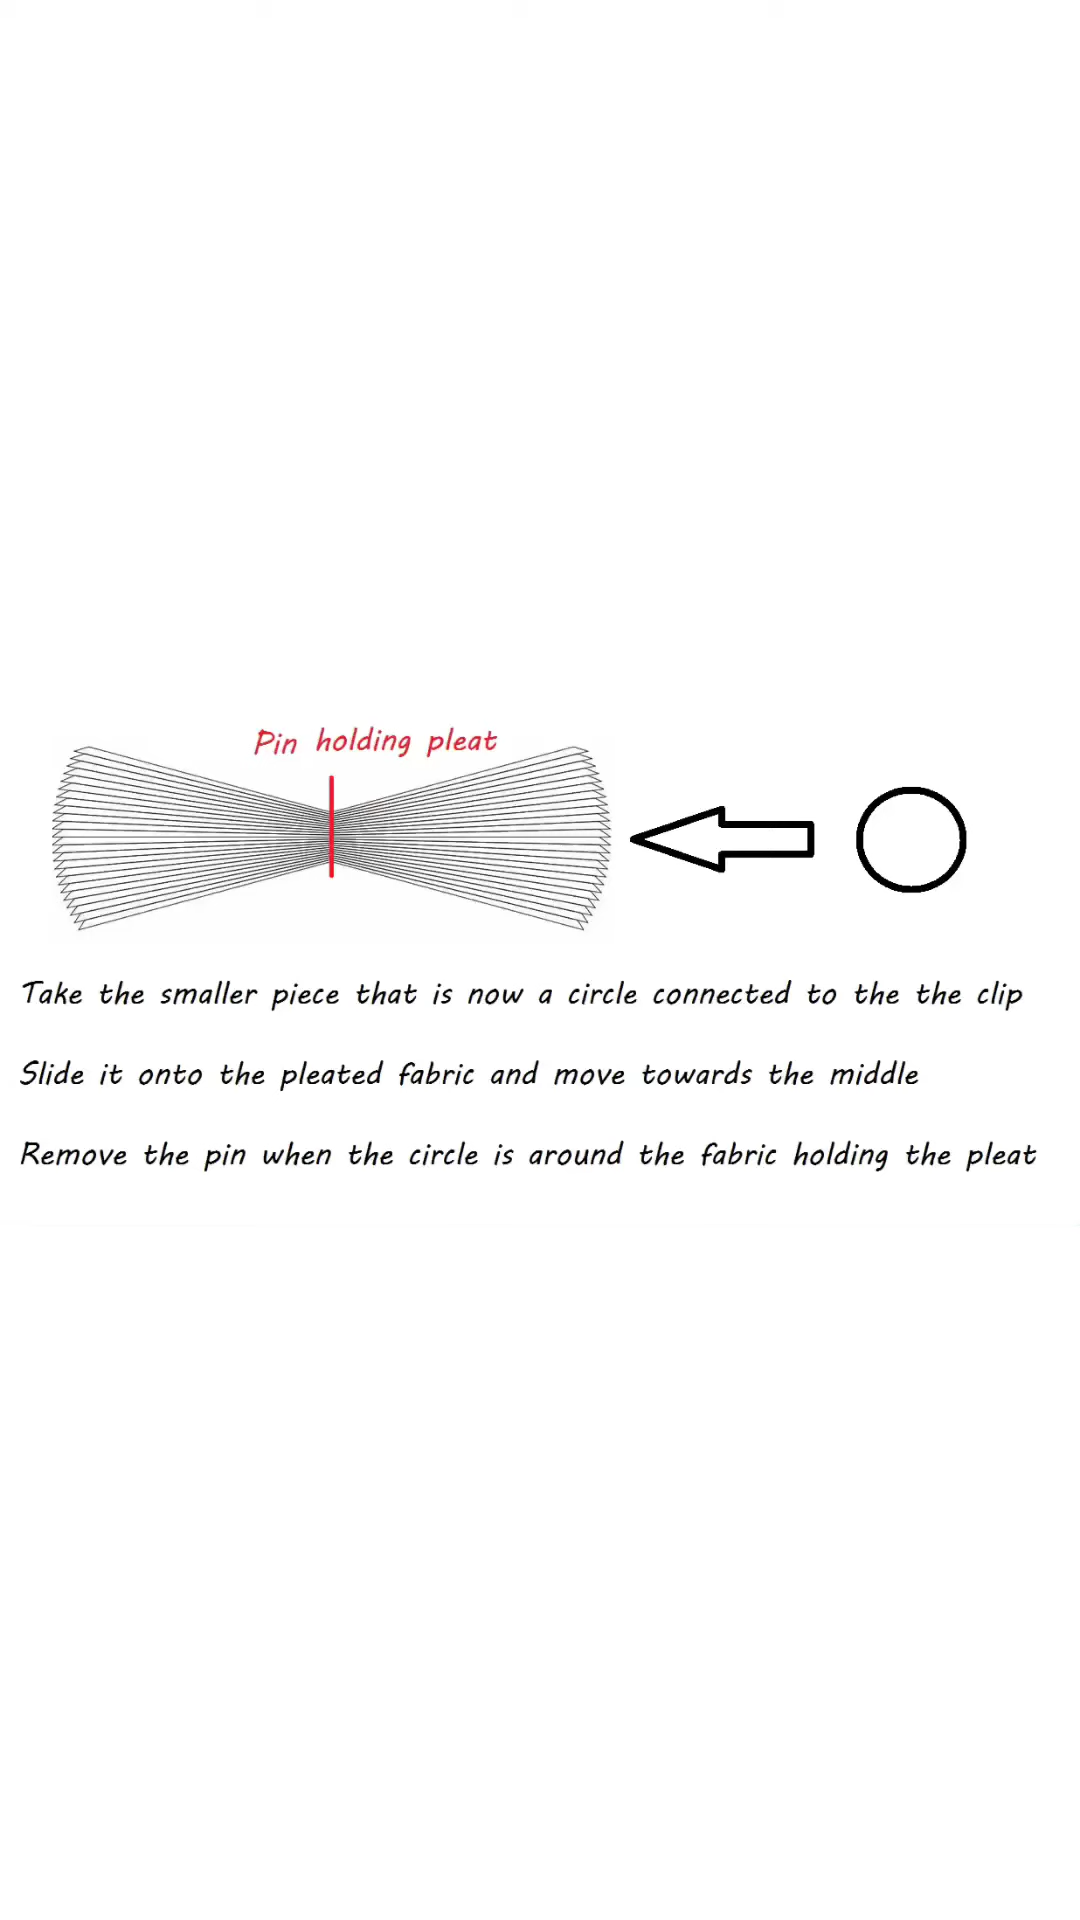 Pin holding pleat
Take the smaller piece that is now a circle connected to the the clip
Slide it onto the pleated fabric and move towards the middle
Remove the pin when the circle is around the fabric holding the pleat